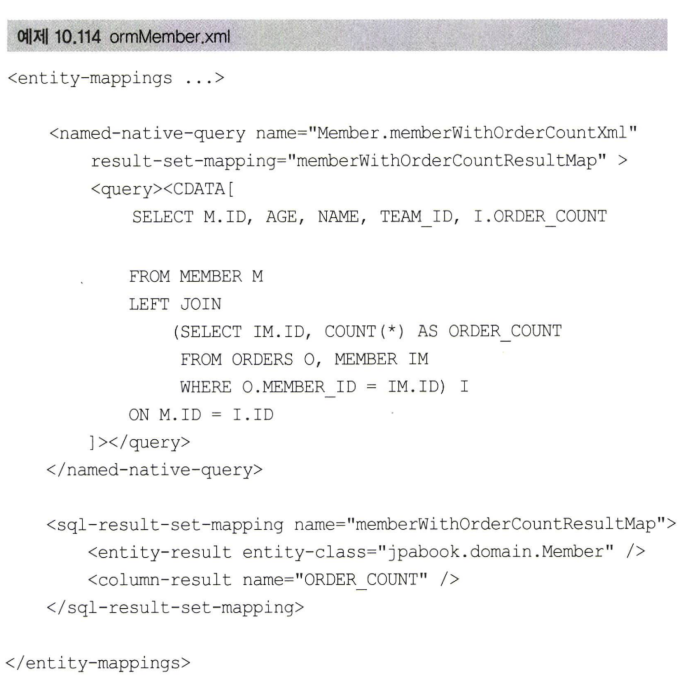 예제 10.114 ormMember.xml
<entity-mappings ...>
<named-native-query name="Member.memberWithOrderCountXml"
result-set-mapping="memberWithOrderCountResultMap" >
<query><CDATA[
SELECT M.ID, AGE, NAME, TEAM_ID, I.ORDER_COUNT
FROM MEMBER M
LEFT JOIN
(SELECT IM.ID, COUNT(*) AS ORDER_COUNT
FROM ORDERS O, MEMBER IM
WHERE O.MEMBER_ID = IM.ID) I
ON M.ID = I.ID
]></query>
</named-native-query>
<sql-result-set-mapping name="memberWithOrderCountResultMap">
<entity-result entity-class="jpabook.domain.Member" />
<column-result name="ORDER_COUNT" />
</sql-result-set-mapping>
</entity-mappings>